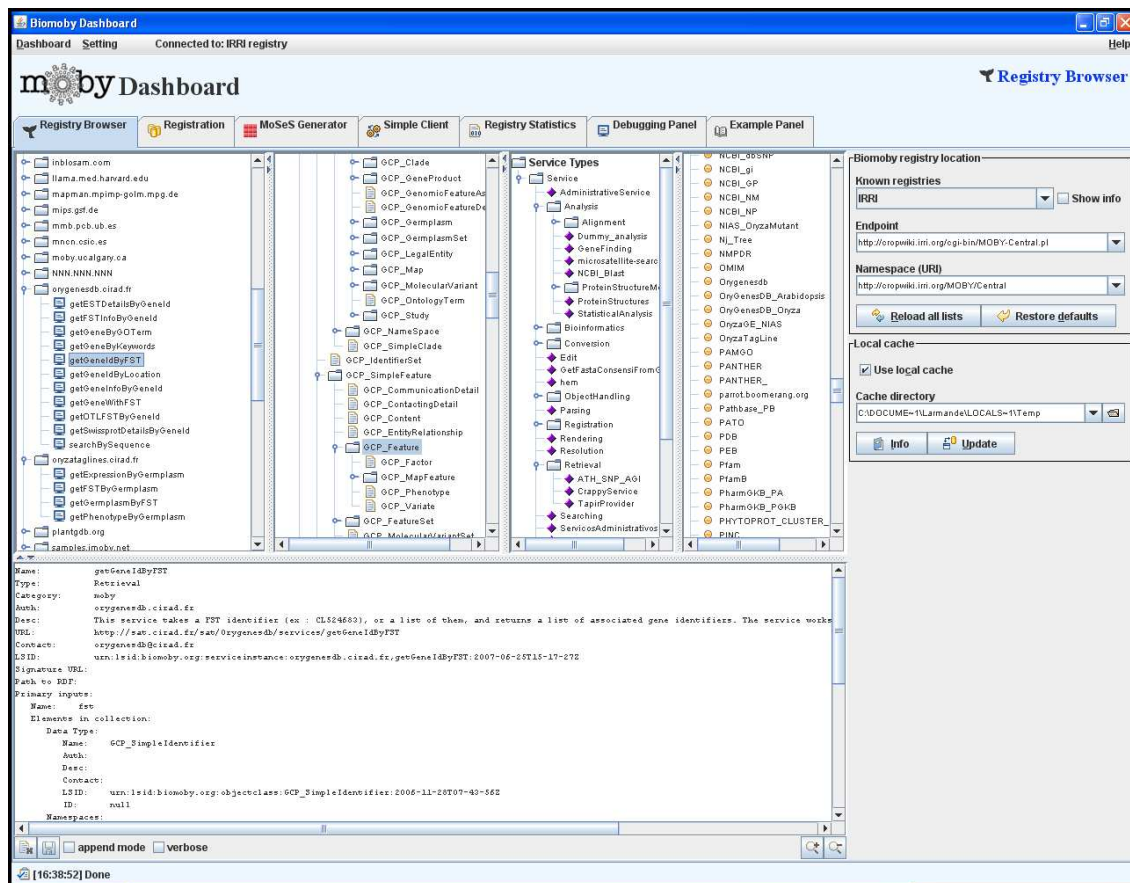 Biomoby Dashboard
Dashboard Setting Connected to: IRRI registry Help
moby Dashboard
Registry Browser
Registry Browser
Registration
MoSeS Generator
Simple Client
Registry Statistics
Debugging Panel
Example Panel
inblosam.com
llama.med.harvard.edu
mapman.mpimp-golm.mpg.de
mips.gsf.de
mmb.pcb.ub.es
mncn.csic.es
moby.ucalgary.ca
NNN.NNN.NNN
orygenesdb.cirad.fr
getESTDetailsByGeneId
getFSTInfoByGeneId
getGeneByGOTerm
getGeneByKeywords
getGeneIdByFST
getGeneIdByLocation
getGeneInfoByGeneId
getGeneWithFST
getOTLFSTByGeneId
getSwissprotDetailsByGeneId
searchBySequence
oryzataglines.cirad.fr
getExpressionByGermplasm
getFSTByGermplasm
getGermplasmByFST
getPhenotypeByGermplasm
plantgdb.org
samples.jmoby.net
GCP_Clade
GCP_GeneProduct
GCP_GenomicFeatureAs
GCP_GenomicFeatureDe
GCP_Germplasm
GCP_GermplasmSet
GCP_LegalEntity
GCP_Map
GCP_MolecularVariant
GCP_OntologyTerm
GCP_Study
GCP_NameSpace
GCP_SimpleClade
GCP_IdentifierSet
GCP_SimpleFeature
GCP_CommunicationDetail
GCP_ContactingDetail
GCP_Content
GCP_EntityRelationship
GCP_Feature
GCP_Factor
GCP_MapFeature
GCP_Phenotype
GCP_Variate
GCP_FeatureSet
GCP_MolecularVariantSet
Service Types
Service
AdministrativeService
Analysis
Alignment
Dummy_analysis
GeneFinding
microsatellite-searc
NCBI_Blast
ProteinStructureMo
ProteinStructures
StatisticalAnalysis
Bioinformatics
Conversion
Edit
GetFastaConsensiFromG
hem
ObjectHandling
Parsing
Registration
Rendering
Resolution
Retrieval
ATH_SNP_AGI
CrappyService
TapirProvider
Searching
ServicosAdministrativos
NCBI_dbSNP
NCBI_gi
NCBI_GP
NCBI_NM
NCBI_NP
NIAS_OryzaMutant
Nj_Tree
NMPDR
OMIM
Orygenesdb
OryGenesDB_Arabidopsis
OryGenesDB_Oryza
OryzaGE_NIAS
OryzaTagLine
PAMGO
PANTHER
PANTHER_
parrot.boomerang.org
Pathbase_PB
PATO
PDB
PEB
Pfam
PfamB
PharmGKB_PA
PharmGKB_PGKB
PHYTOPROT_CLUSTER_
PINC
Biomoby registry location
Known registries
IRRI Show info
Endpoint
http://cropwiki.irri.org/cgi-bin/MOBY-Central.pl
Namespace (URI)
http://cropwiki.irri.org/MOBY/Central
Reload all lists Restore defaults
Local cache
Use local cache
Cache directory
C:\DOCUME~1\Larmande\LOCALS~1\Temp
Info Update
Name: getGeneIdByFST
Type: Retrieval
Category: moby
Auth: orygenesdb.cirad.fr
Desc: This service takes a FST identifier (ex : CL524683), or a list of them, and returns a list of associated gene identifiers. The service works
URL: http://sat.cirad.fr/sat/Orygenesdb/services/getGeneIdByFST
Contact: orygenesdb@cirad.fr
LSID: urn:lsid:biomoby.org:serviceinstance:orygenesdb.cirad.fr,getGeneIdByFST:2007-06-25T15-17-27Z
Signature URL:
Path to RDF:
Primary inputs:
Name: fst
Elements in collection:
Data Type:
Name: GCP_SimpleIdentifier
Auth:
Desc:
Contact:
LSID: urn:lsid:biomoby.org:objectclass:GCP_SimpleIdentifier:2006-11-28T07-43-56Z
ID: null
Namespaces:
append mode verbose
[16:38:52] Done